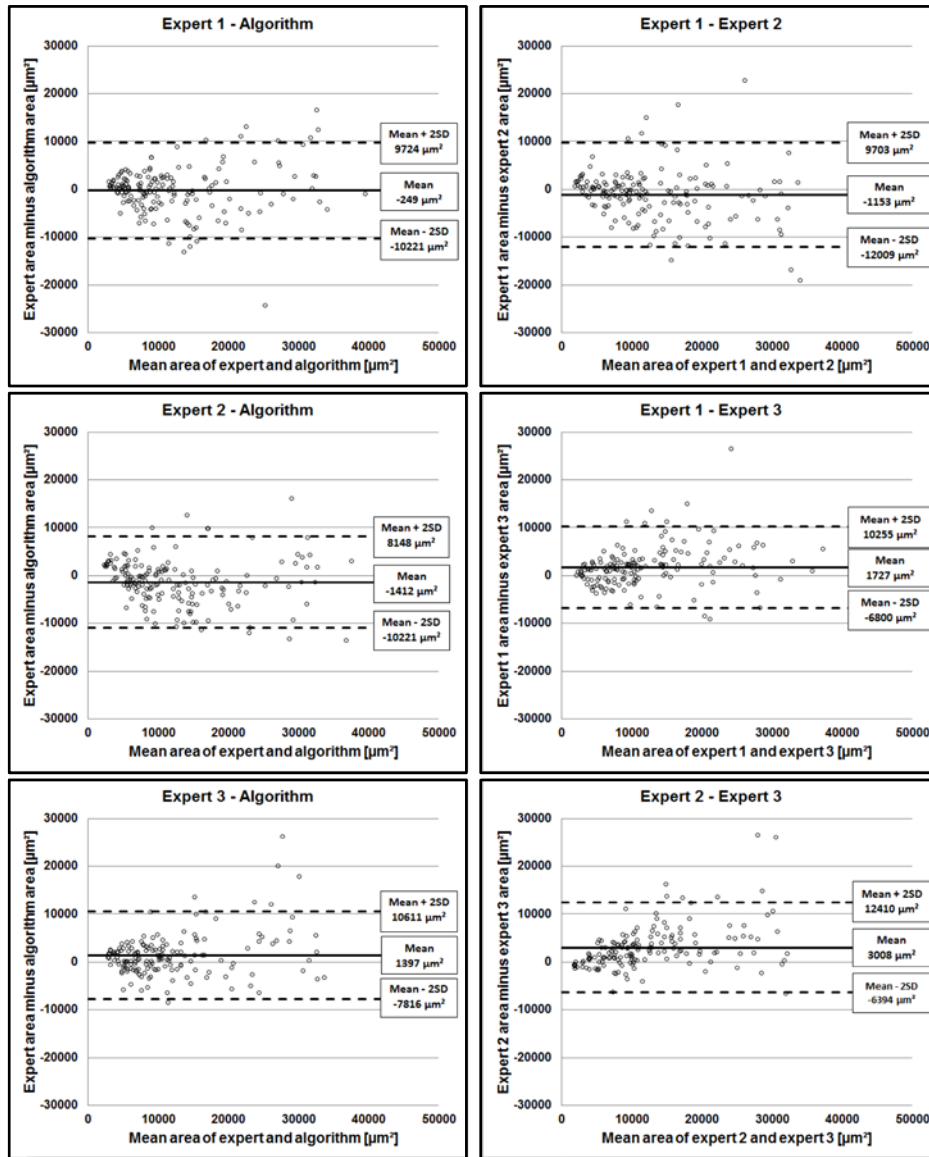 Expert 1 - Algorithm
Expert area minus algorithm area [µm²]
30000
20000
10000
0
-10000
-20000
-30000
Mean + 2SD
9724 µm²
Mean
-249 µm²
Mean - 2SD
-10221 µm²
0 10000 20000 30000 40000 50000
Mean area of expert and algorithm [µm²]
Expert 1 - Expert 2
Expert 1 area minus expert 2 area [µm²]
30000
20000
10000
0
-10000
-20000
-30000
Mean + 2SD
9703 µm²
Mean
-1153 µm²
Mean - 2SD
-12009 µm²
0 10000 20000 30000 40000 50000
Mean area of expert 1 and expert 2 [µm²]
Expert 2 - Algorithm
Expert area minus algorithm area [µm²]
30000
20000
10000
0
-10000
-20000
-30000
Mean + 2SD
8148 µm²
Mean
-1412 µm²
Mean - 2SD
-10221 µm²
0 10000 20000 30000 40000 50000
Mean area of expert and algorithm [µm²]
Expert 1 - Expert 3
Expert 1 area minus expert 3 area [µm²]
30000
20000
10000
0
-10000
-20000
-30000
Mean + 2SD
10255 µm²
Mean
1727 µm²
Mean - 2SD
-6800 µm²
0 10000 20000 30000 40000 50000
Mean area of expert 1 and expert 3 [µm²]
Expert 3 - Algorithm
Expert area minus algorithm area [µm²]
30000
20000
10000
0
-10000
-20000
-30000
Mean + 2SD
10611 µm²
Mean
1397 µm²
Mean - 2SD
-7816 µm²
0 10000 20000 30000 40000 50000
Mean area of expert and algorithm [µm²]
Expert 2 - Expert 3
Expert 2 area minus expert 3 area [µm²]
30000
20000
10000
0
-10000
-20000
-30000
Mean + 2SD
12410 µm²
Mean
3008 µm²
Mean - 2SD
-6394 µm²
0 10000 20000 30000 40000 50000
Mean area of expert 2 and expert 3 [µm²]